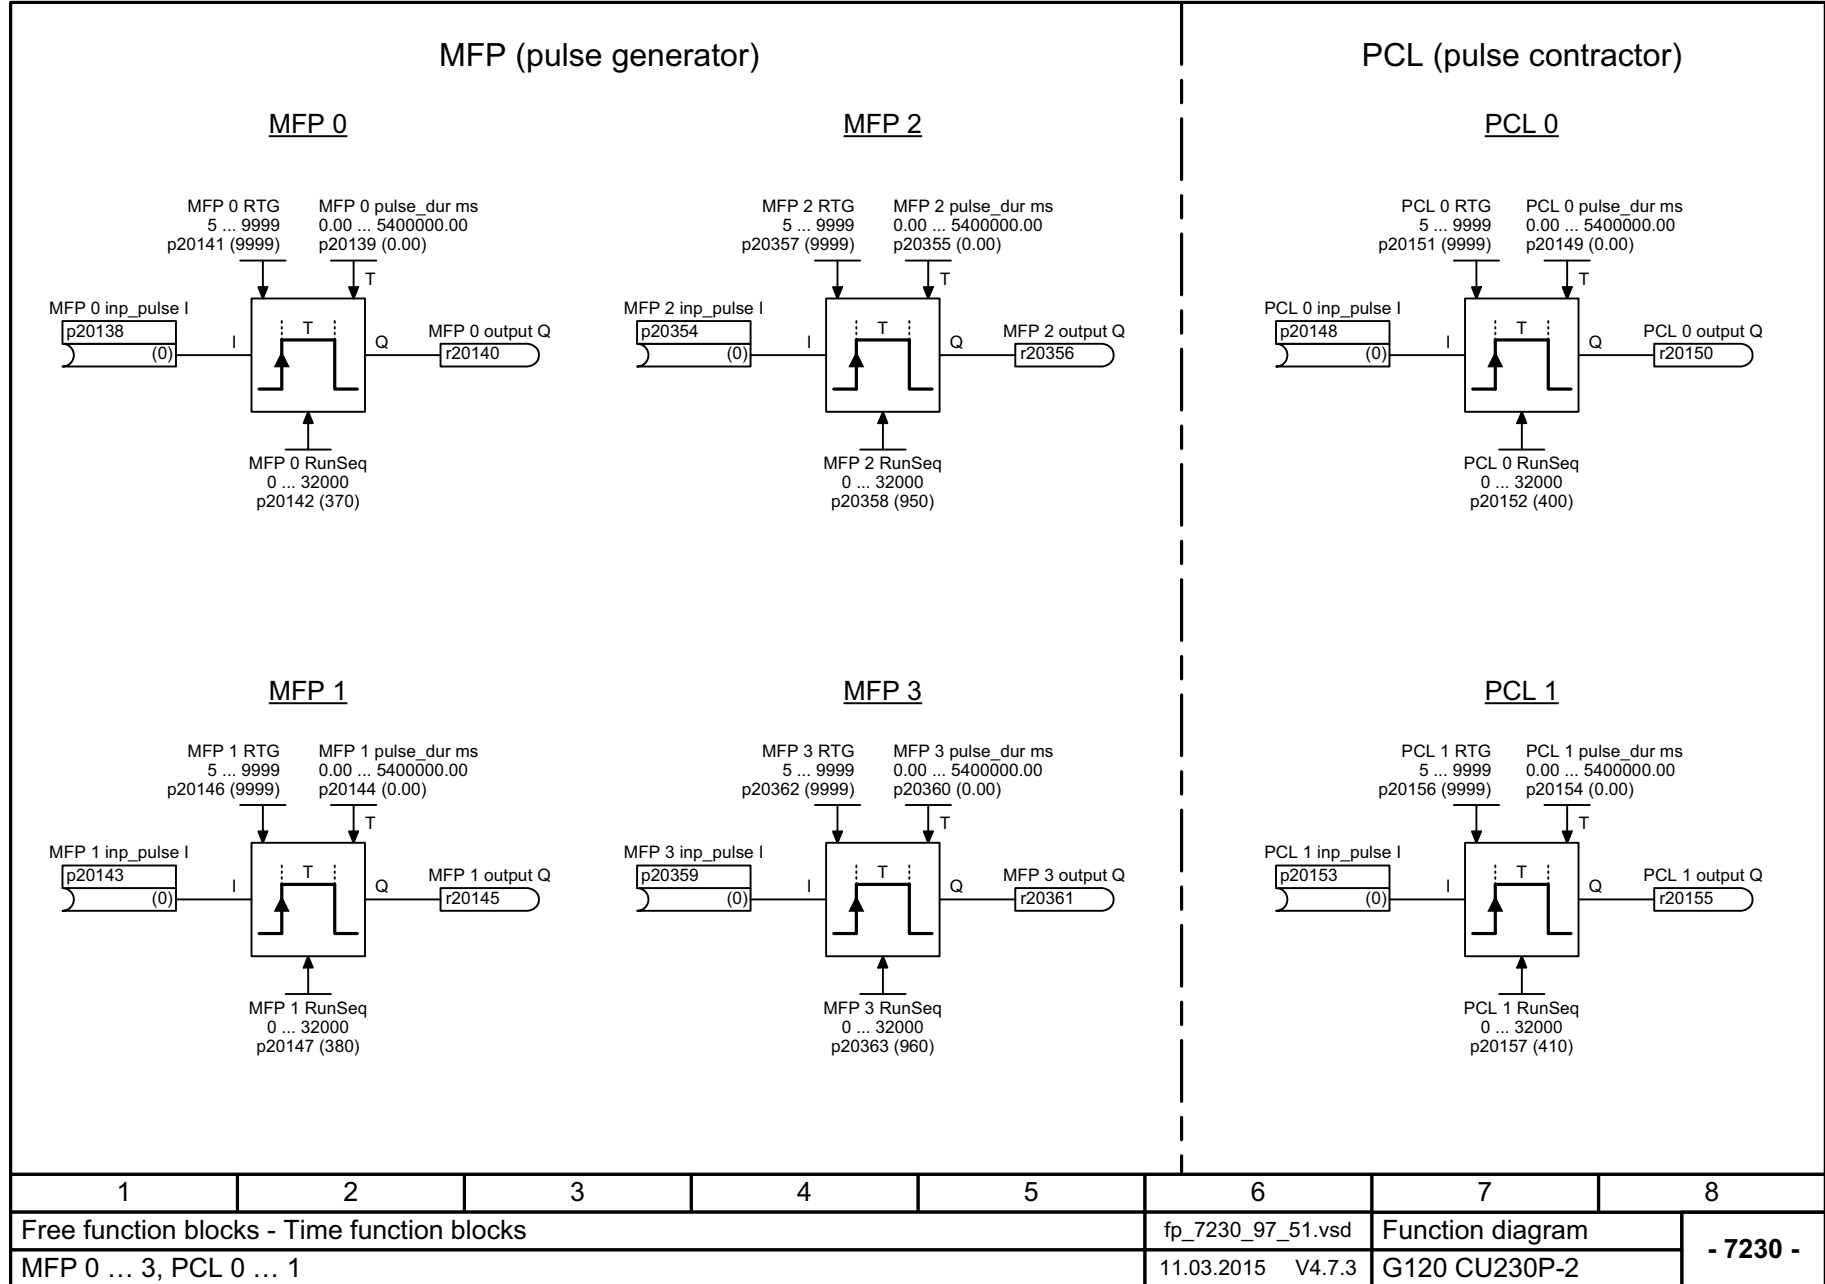 MFP (pulse generator)
PCL (pulse contractor)
MFP 0
MFP 0 RTG
5 ... 9999
p20141 (9999)
MFP 0 pulse_dur ms
0.00 ... 5400000.00
p20139 (0.00)
T
MFP 0 inp_pulse I
p20138
(0)
I
T
Q
MFP 0 output Q
r20140
MFP 0 RunSeq
0 ... 32000
p20142 (370)
MFP 2
MFP 2 RTG
5 ... 9999
p20357 (9999)
MFP 2 pulse_dur ms
0.00 ... 5400000.00
p20355 (0.00)
T
MFP 2 inp_pulse I
p20354
(0)
I
T
Q
MFP 2 output Q
r20356
MFP 2 RunSeq
0 ... 32000
p20358 (950)
PCL 0
PCL 0 RTG
5 ... 9999
p20151 (9999)
PCL 0 pulse_dur ms
0.00 ... 5400000.00
p20149 (0.00)
T
PCL 0 inp_pulse I
p20148
(0)
I
T
Q
PCL 0 output Q
r20150
PCL 0 RunSeq
0 ... 32000
p20152 (400)
MFP 1
MFP 1 RTG
5 ... 9999
p20146 (9999)
MFP 1 pulse_dur ms
0.00 ... 5400000.00
p20144 (0.00)
T
MFP 1 inp_pulse I
p20143
(0)
I
T
Q
MFP 1 output Q
r20145
MFP 1 RunSeq
0 ... 32000
p20147 (380)
MFP 3
MFP 3 RTG
5 ... 9999
p20362 (9999)
MFP 3 pulse_dur ms
0.00 ... 5400000.00
p20360 (0.00)
T
MFP 3 inp_pulse I
p20359
(0)
I
T
Q
MFP 3 output Q
r20361
MFP 3 RunSeq
0 ... 32000
p20363 (960)
PCL 1
PCL 1 RTG
5 ... 9999
p20156 (9999)
PCL 1 pulse_dur ms
0.00 ... 5400000.00
p20154 (0.00)
T
PCL 1 inp_pulse I
p20153
(0)
I
T
Q
PCL 1 output Q
r20155
PCL 1 RunSeq
0 ... 32000
p20157 (410)
1 2 3 4 5 6 7 8
Free function blocks - Time function blocks
fp_7230_97_51.vsd
Function diagram
- 7230 -
MFP 0 … 3, PCL 0 … 1
11.03.2015 V4.7.3
G120 CU230P-2